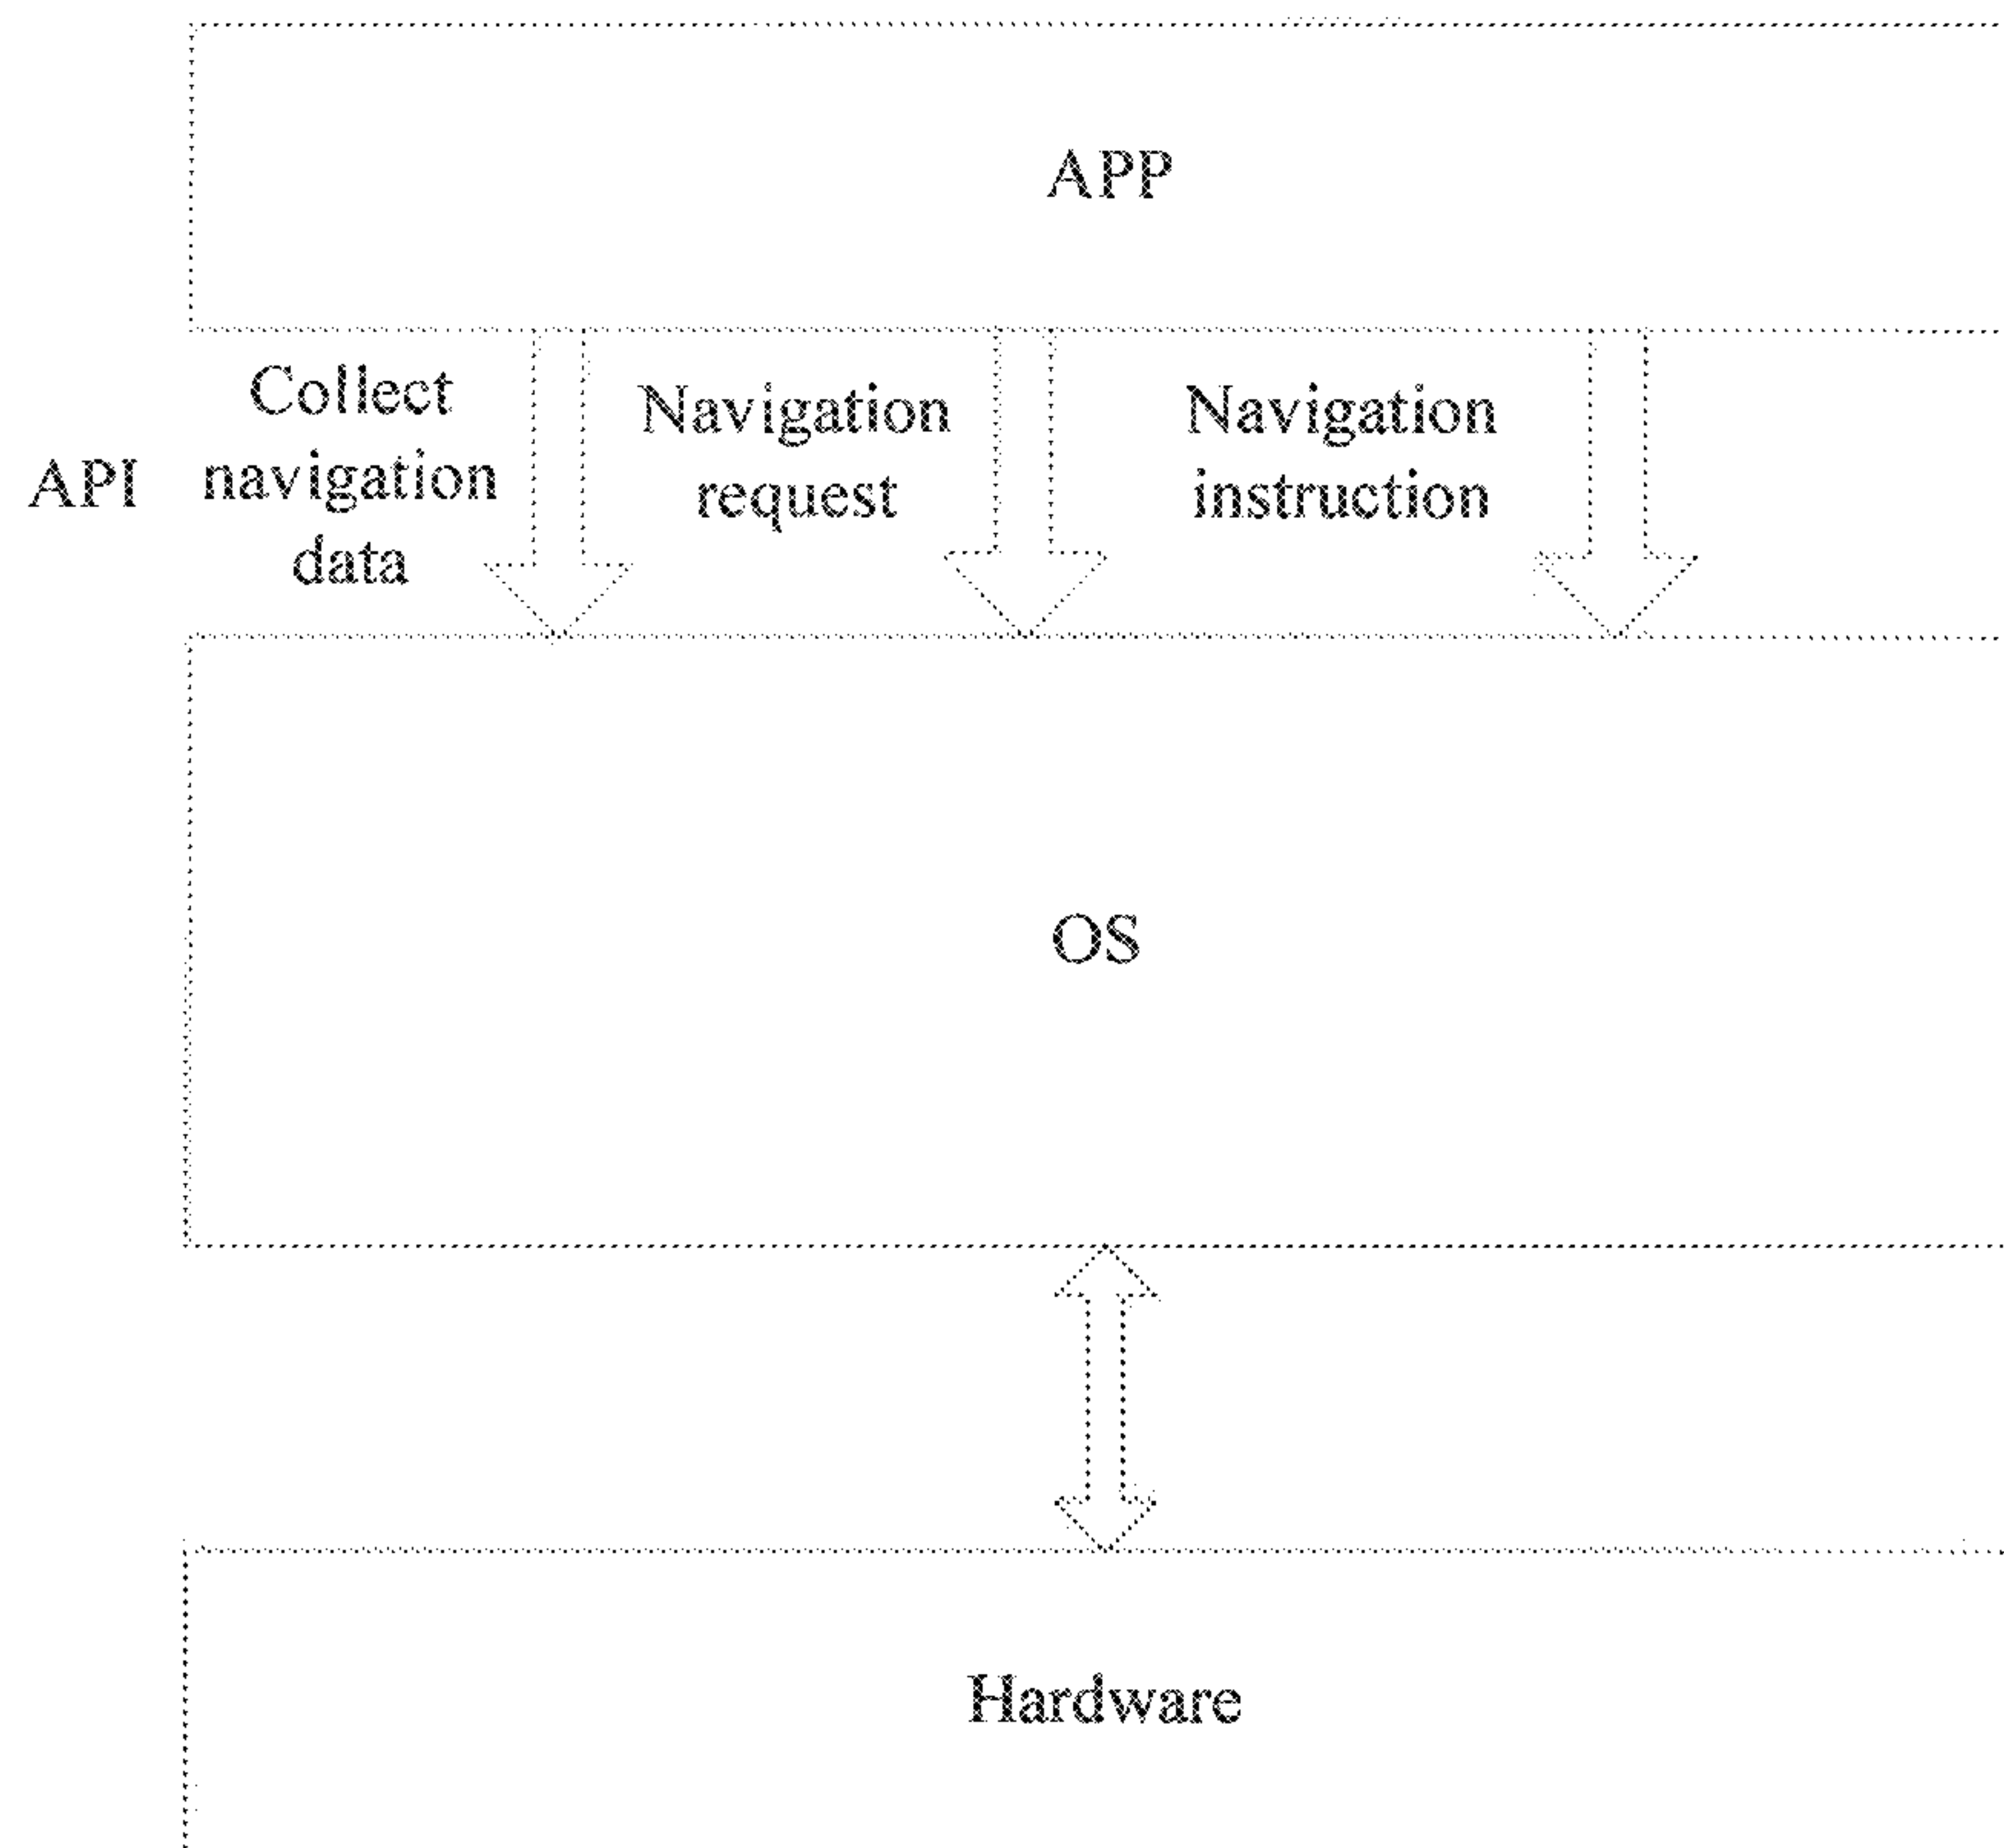 APP
API
Collect
navigation
data
Navigation
request
Navigation
instruction
OS
Hardware